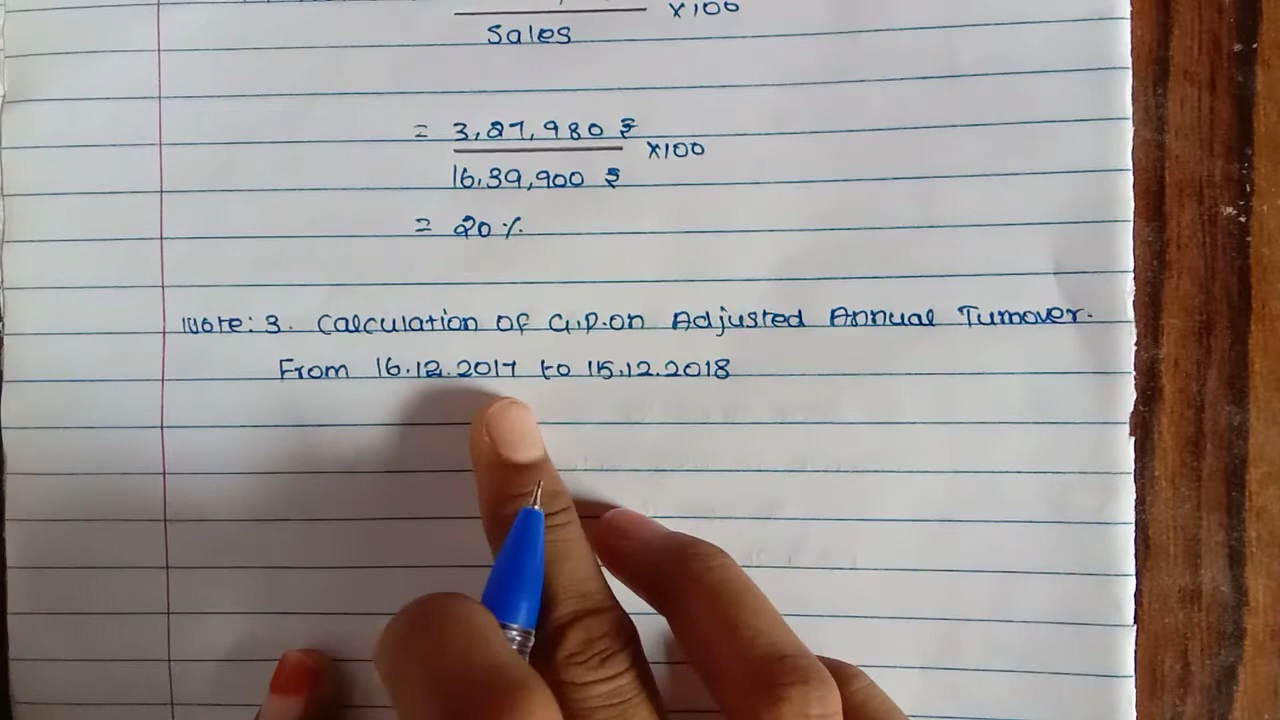 ×100
Sales
= 3,27,980 ₹
×100
16,39,900 ₹
= 20%
Note: 3. Calculation of G.P. on Adjusted Annual Turnover.
From 16.12.2017 to 15.12.2018